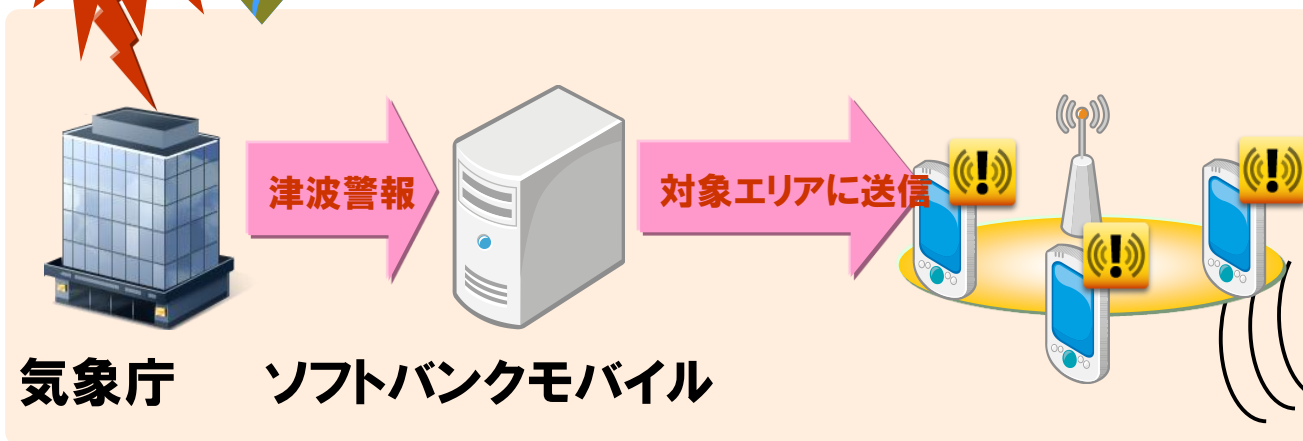 津波警報
対象エリアに送信
気象庁
ソフトバンクモバイル